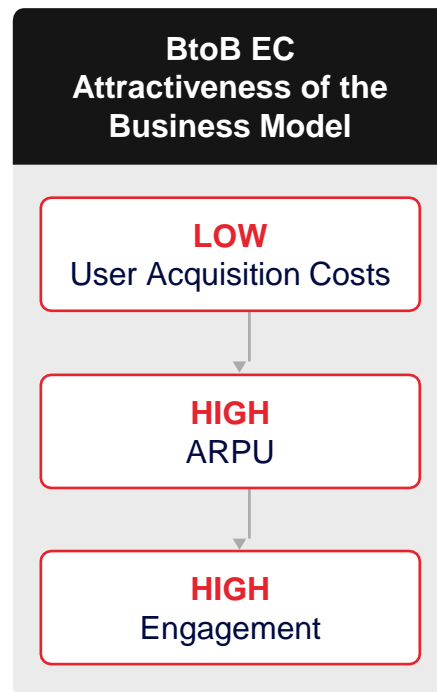 BtoB EC
Attractiveness of the
Business Model
LOW
User Acquisition Costs
HIGH
ARPU
HIGH
Engagement